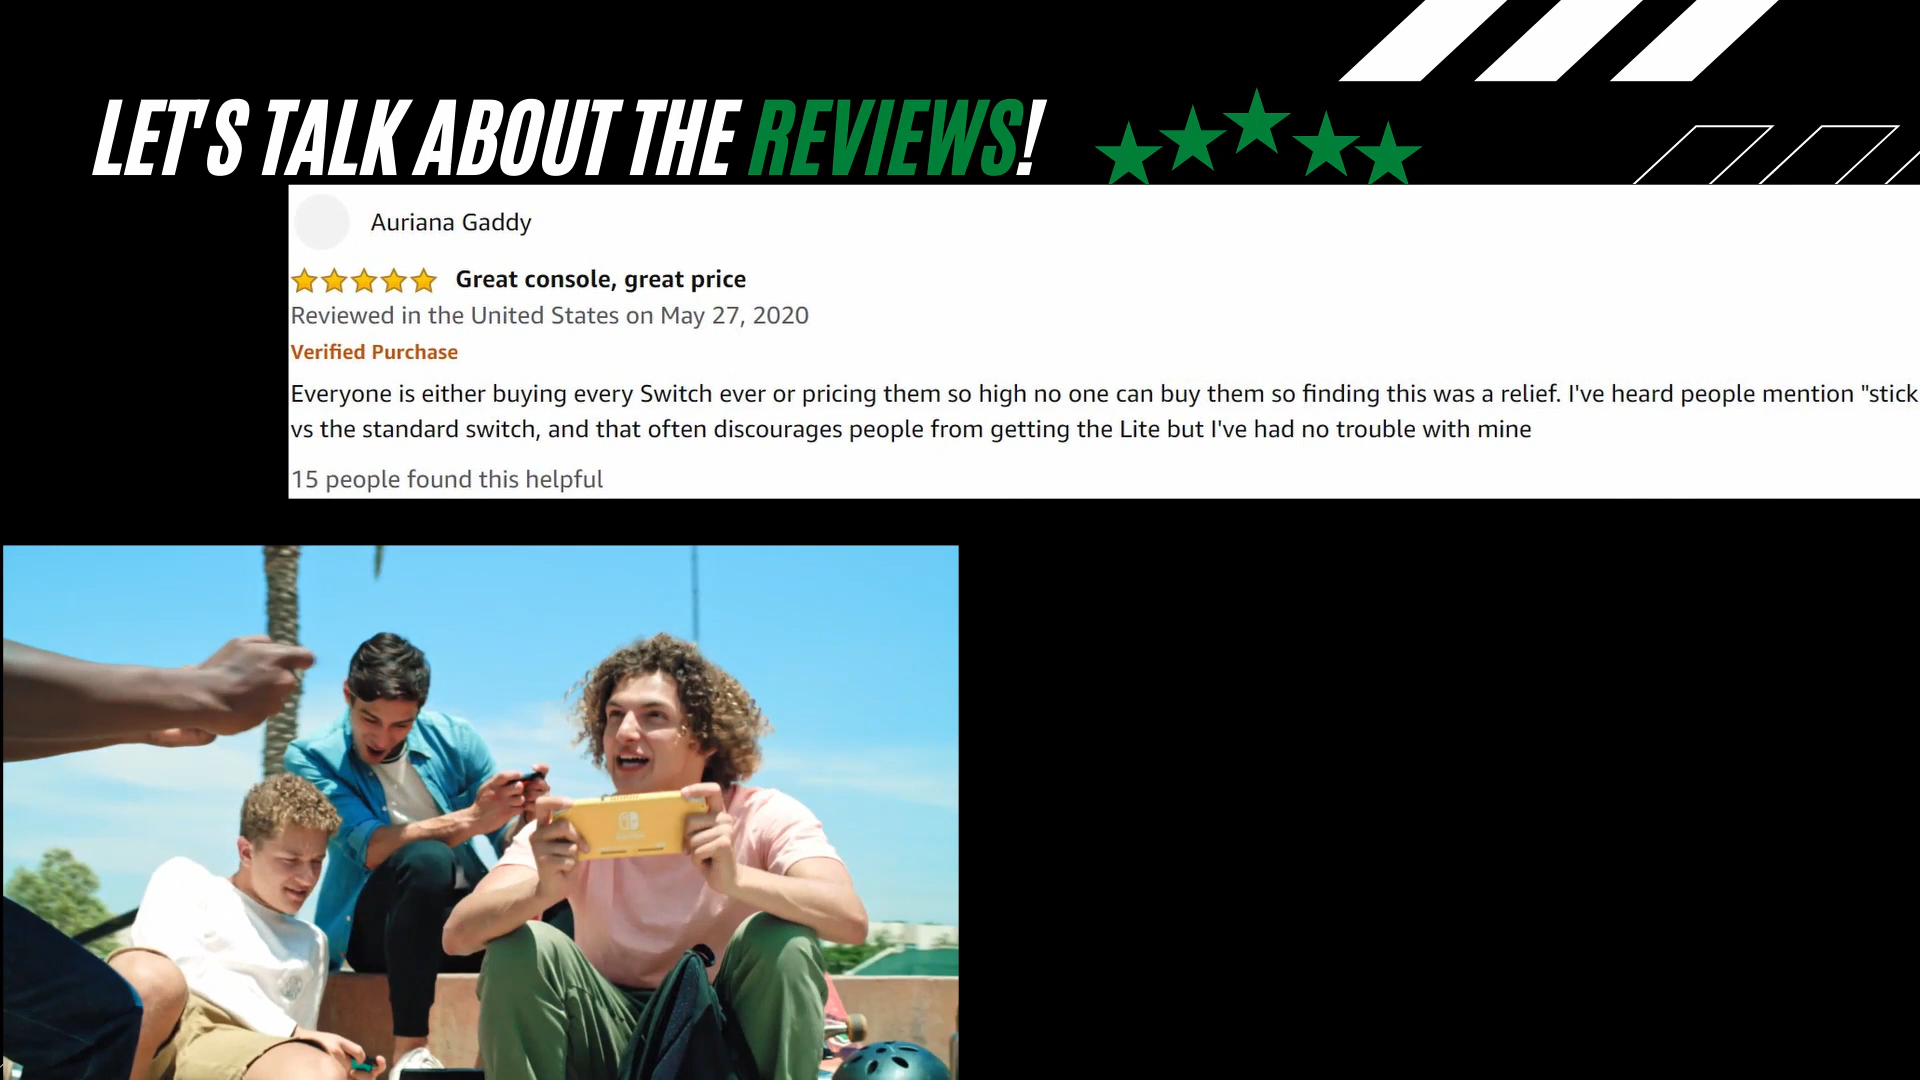 LET'S TALK ABOUT THE REVIEWS!
Auriana Gaddy
Great console, great price
Reviewed in the United States on May 27, 2020
Verified Purchase
Everyone is either buying every Switch ever or pricing them so high no one can buy them so finding this was a relief. I've heard people mention "stick
vs the standard switch, and that often discourages people from getting the Lite but I've had no trouble with mine
15 people found this helpful